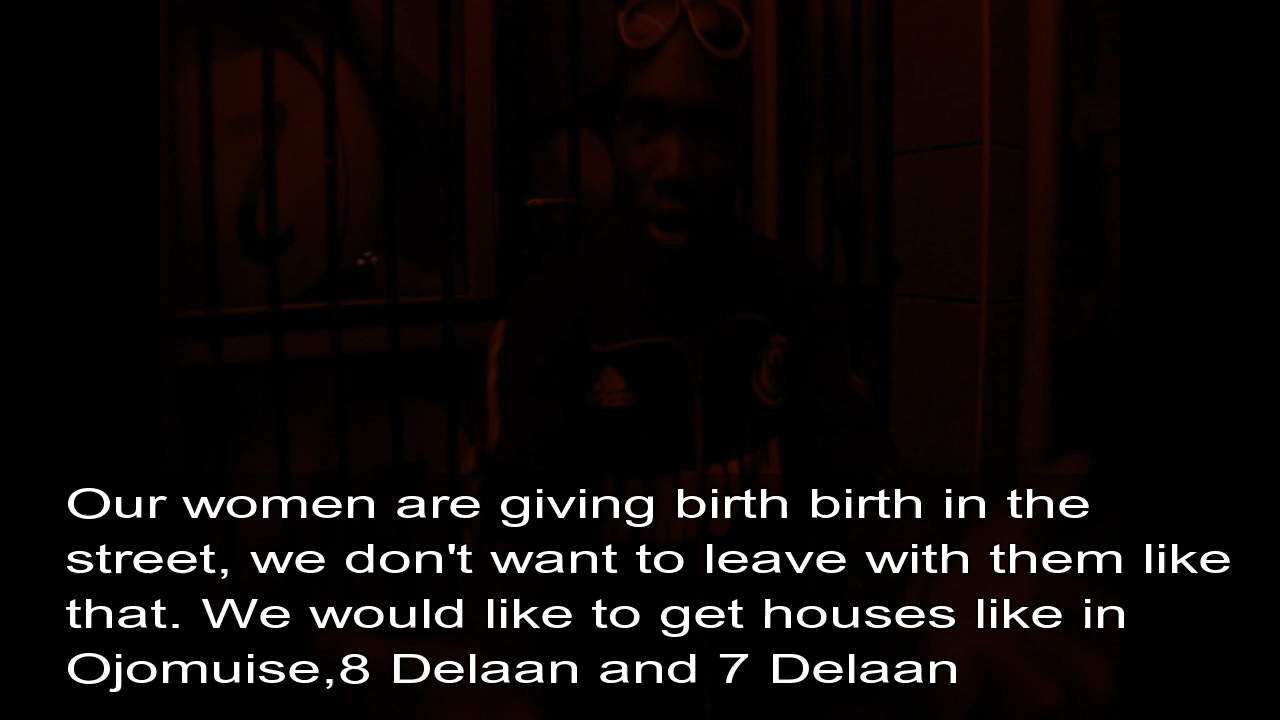 Our women are giving birth birth in the
street, we don't want to leave with them like
that. We would like to get houses like in
Ojomuise,8 Delaan and 7 Delaan